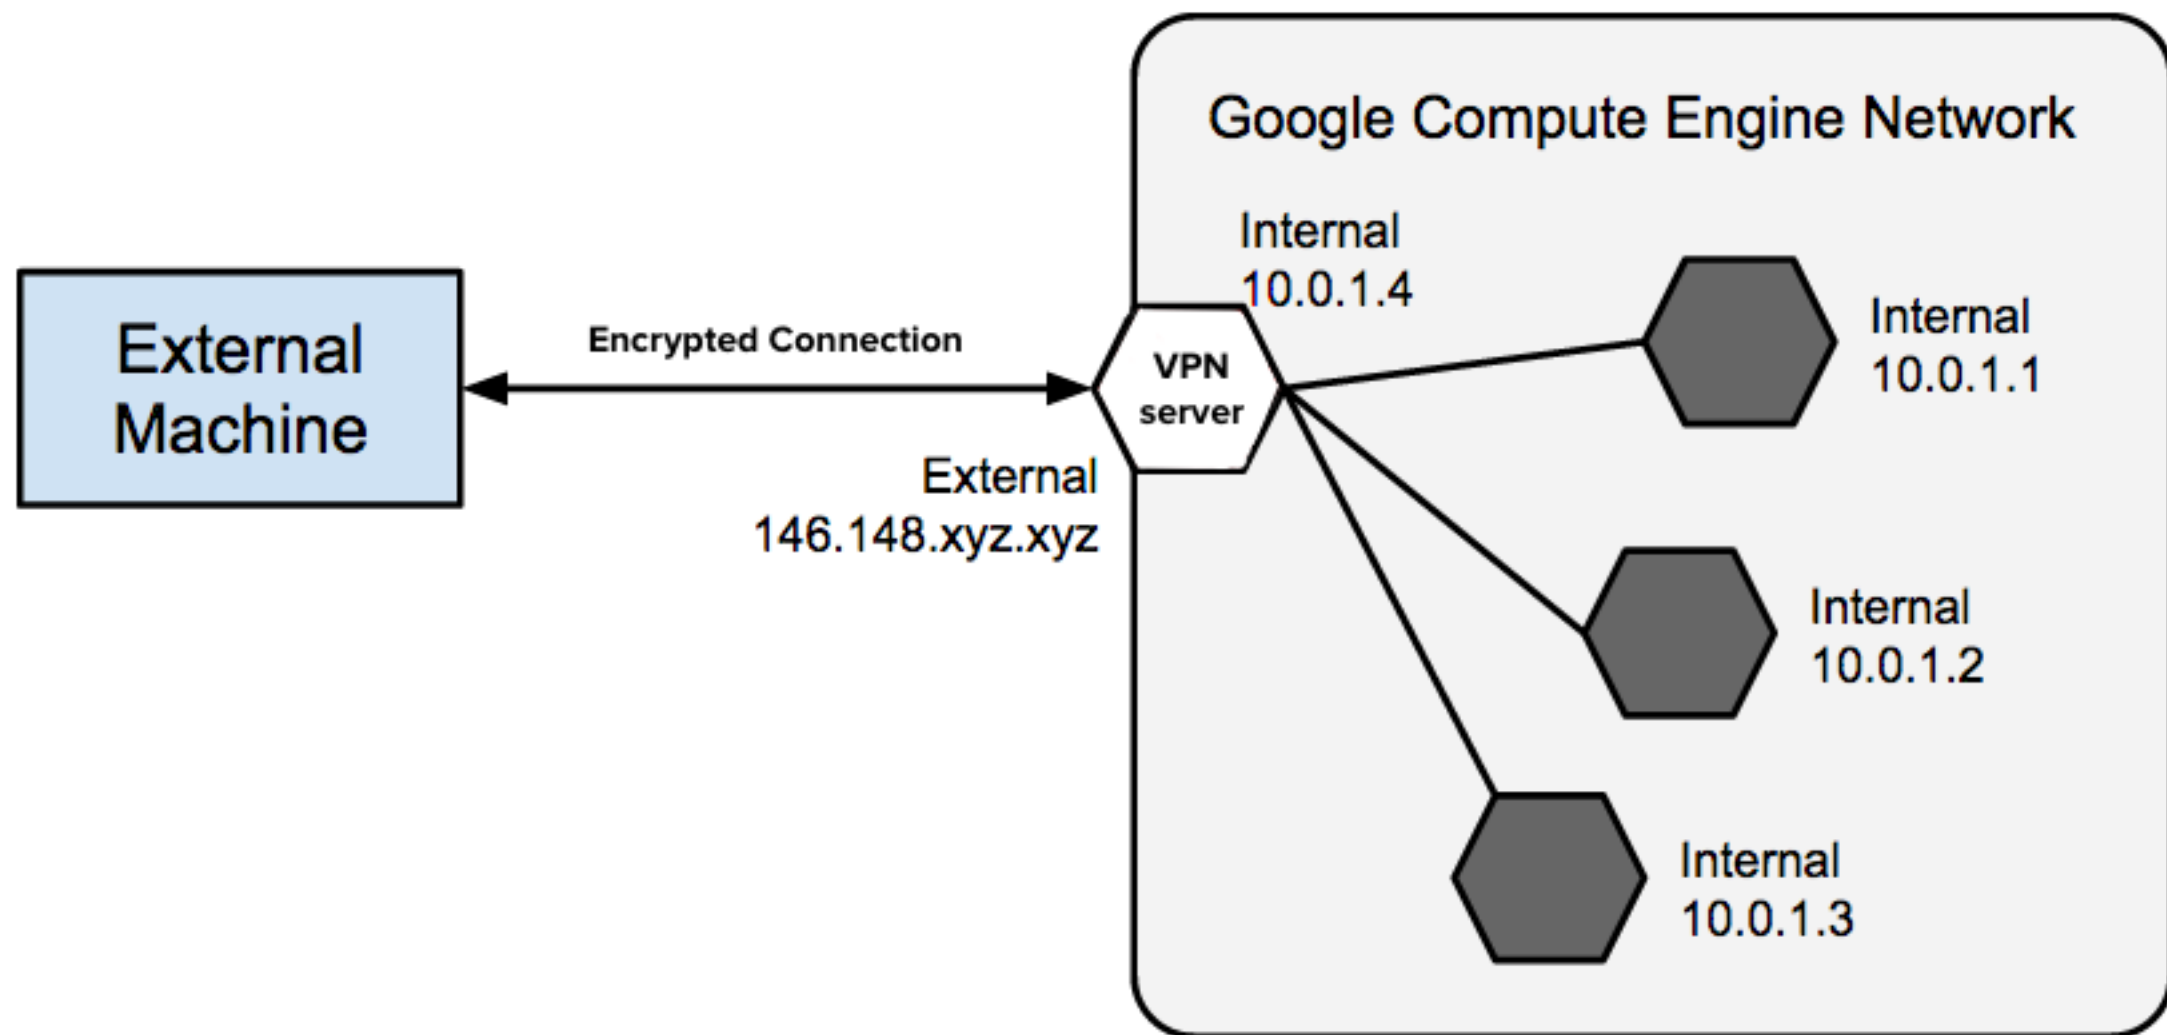 Google Compute Engine Network
Internal
10.0.1.4
External
Machine
Encrypted Connection
VPN
server
External
146.148.xyz.xyz
Internal
10.0.1.1
Internal
10.0.1.2
Internal
10.0.1.3